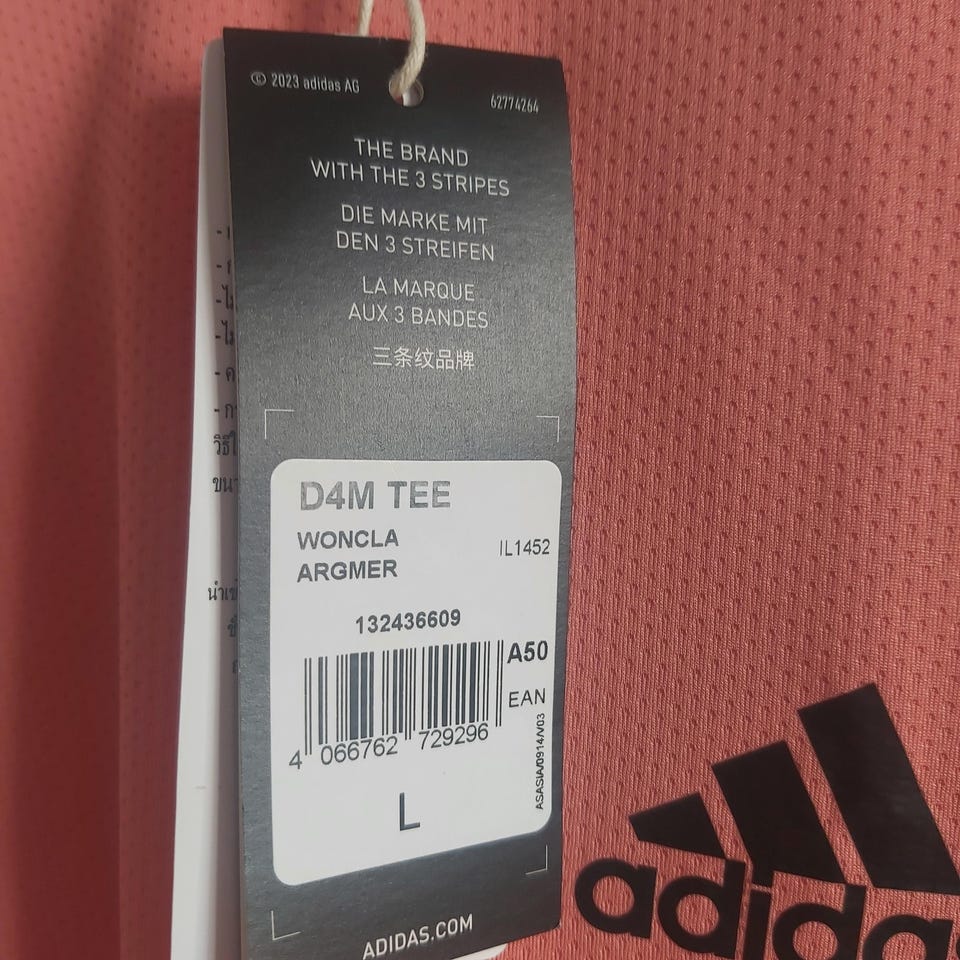 © 2023 adidas AG
62774264
THE BRAND
WITH THE 3 STRIPES
DIE MARKE MIT
DEN 3 STREIFEN
LA MARQUE
AUX 3 BANDES
三条纹品牌
D4M TEE
WONCLA
ARGMER
IL1452
132436609
A50
EAN
4 066762 729296
ASASIA/0914/V03
L
ADIDAS.COM
adidas